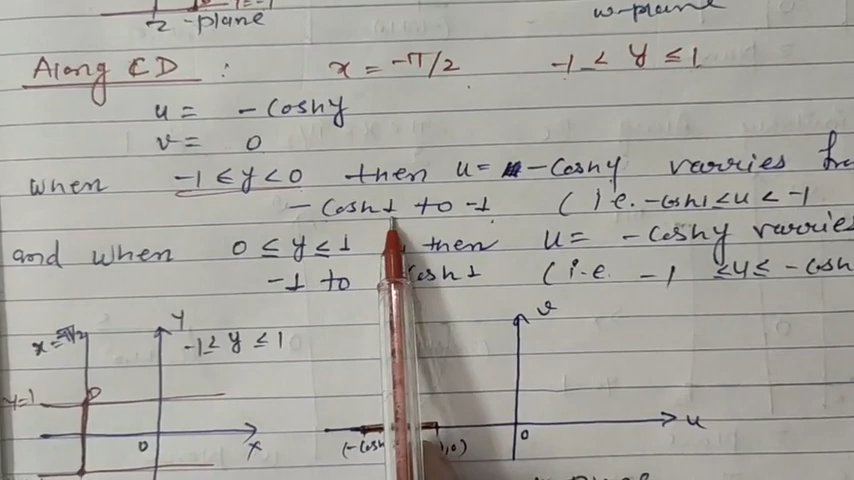 z-plane
w-plane
Along CD : x = -π/2 -1 ≤ y ≤ 1
u = -coshy
v = 0
when -1 ≤ y < 0 then u = -coshy varries
-cosh1 to -1 (i.e. -cosh1 ≤ u < -1
and when 0 ≤ y ≤ 1, then u = -coshy varries
-1 to cosh1 (i.e. -1 ≤ u ≤ -cosh
x = -π/2 y -1 ≤ y ≤ 1 v
y=1 D
0 x 0 u
(-cosh ,0)